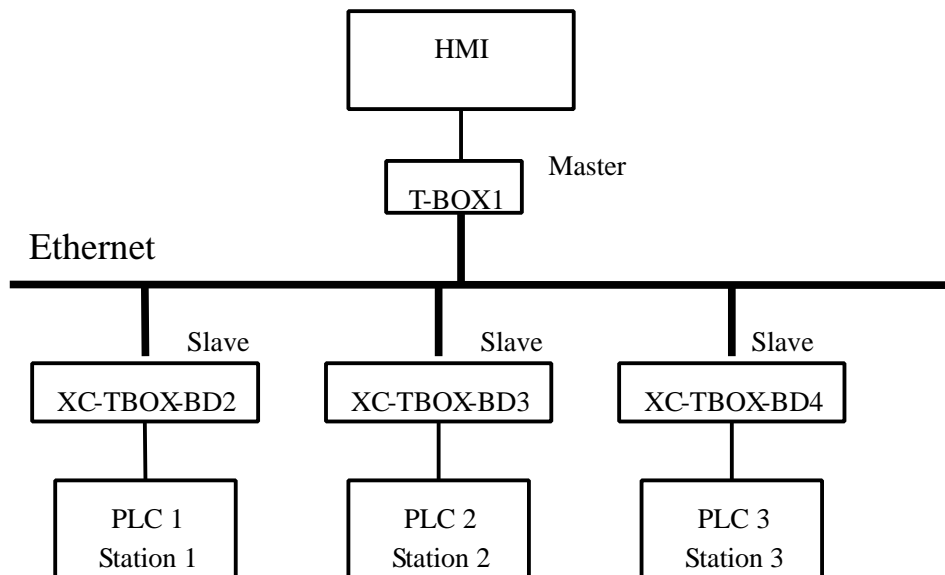 HMI
Master
T-BOX1
Ethernet
Slave
Slave
Slave
XC-TBOX-BD2
XC-TBOX-BD3
XC-TBOX-BD4
PLC 1
Station 1
PLC 2
Station 2
PLC 3
Station 3